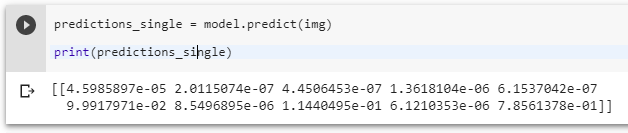 predictions_single = model.predict(img)
print(predictions_single)
[[4.5985897e-05 2.0115074e-07 4.4506453e-07 1.3618104e-06 6.1537042e-07
9.9917971e-02 8.5496895e-06 1.1440495e-01 6.1210353e-06 7.8561378e-01]]